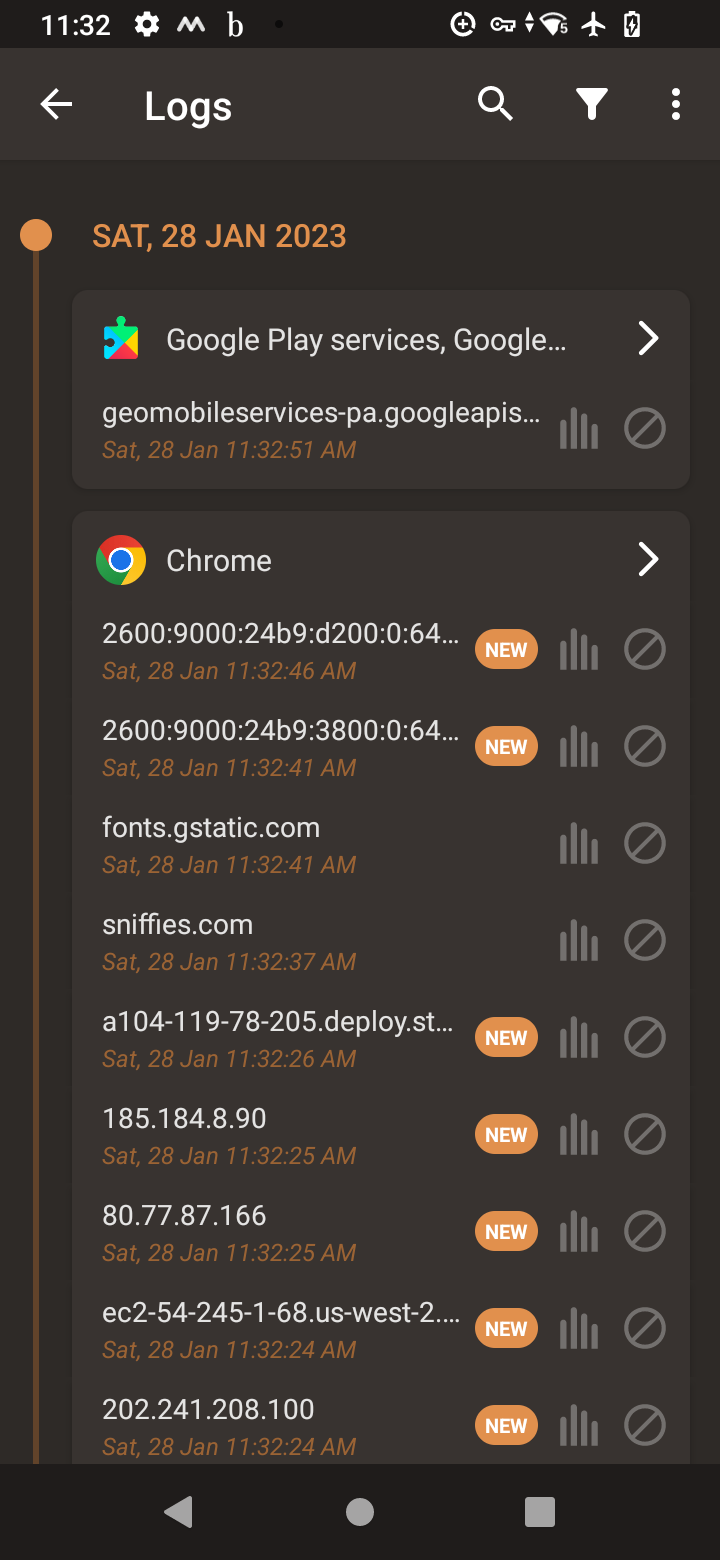 11:32
b
5
Logs
SAT, 28 JAN 2023
Google Play services, Google...
geomobileservices-pa.googleapis...
Sat, 28 Jan 11:32:51 AM
Chrome
2600:9000:24b9:d200:0:64...
NEW
Sat, 28 Jan 11:32:46 AM
2600:9000:24b9:3800:0:64...
NEW
Sat, 28 Jan 11:32:41 AM
fonts.gstatic.com
Sat, 28 Jan 11:32:41 AM
sniffies.com
Sat, 28 Jan 11:32:37 AM
a104-119-78-205.deploy.st...
NEW
Sat, 28 Jan 11:32:26 AM
185.184.8.90
NEW
Sat, 28 Jan 11:32:25 AM
80.77.87.166
NEW
Sat, 28 Jan 11:32:25 AM
ec2-54-245-1-68.us-west-2....
NEW
Sat, 28 Jan 11:32:24 AM
202.241.208.100
NEW
Sat, 28 Jan 11:32:24 AM